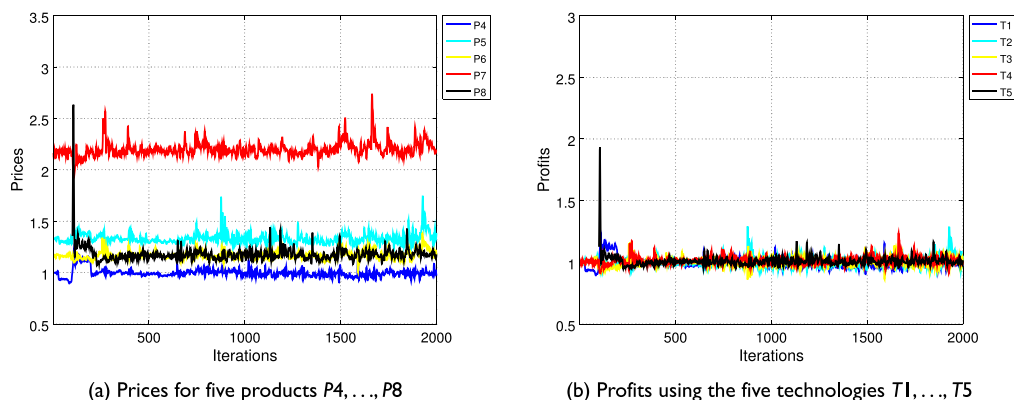 3.5
3
2.5
2
1.5
1
0.5
500
1000
1500
2000
Prices
Iterations
P4
P5
P6
P7
P8
(a) Prices for five products P4, . . ., P8
3
2.5
2
1.5
1
0.5
500
1000
1500
2000
Profits
Iterations
T1
T2
T3
T4
T5
(b) Profits using the five technologies T1, . . ., T5